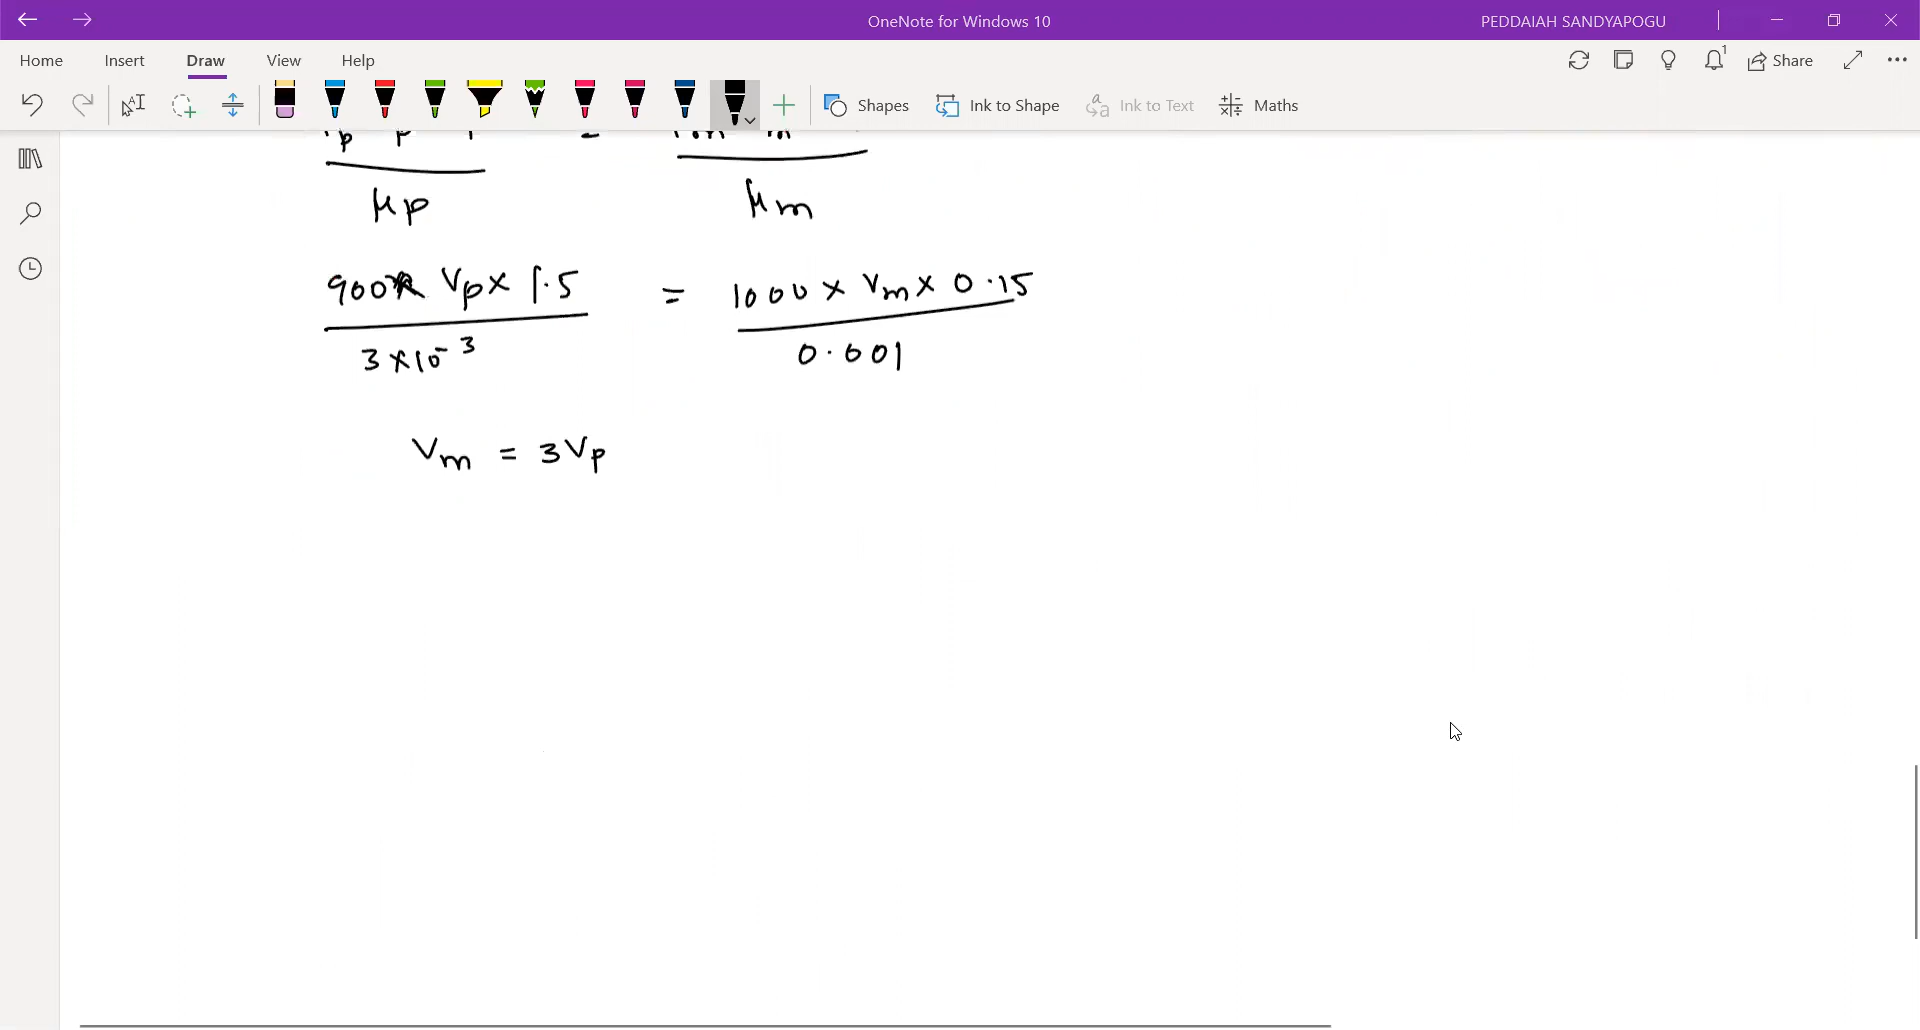 OneNote for Windows 10 PEDDAIAH SANDYAPOGU
Home Insert Draw View Help 1 Share
Shapes Ink to Shape Ink to Text Maths
μp μm
900 × Vp × 1.5 = 1000 × Vm × 0.15
3 × 10⁻³ 0.001
Vm = 3Vp